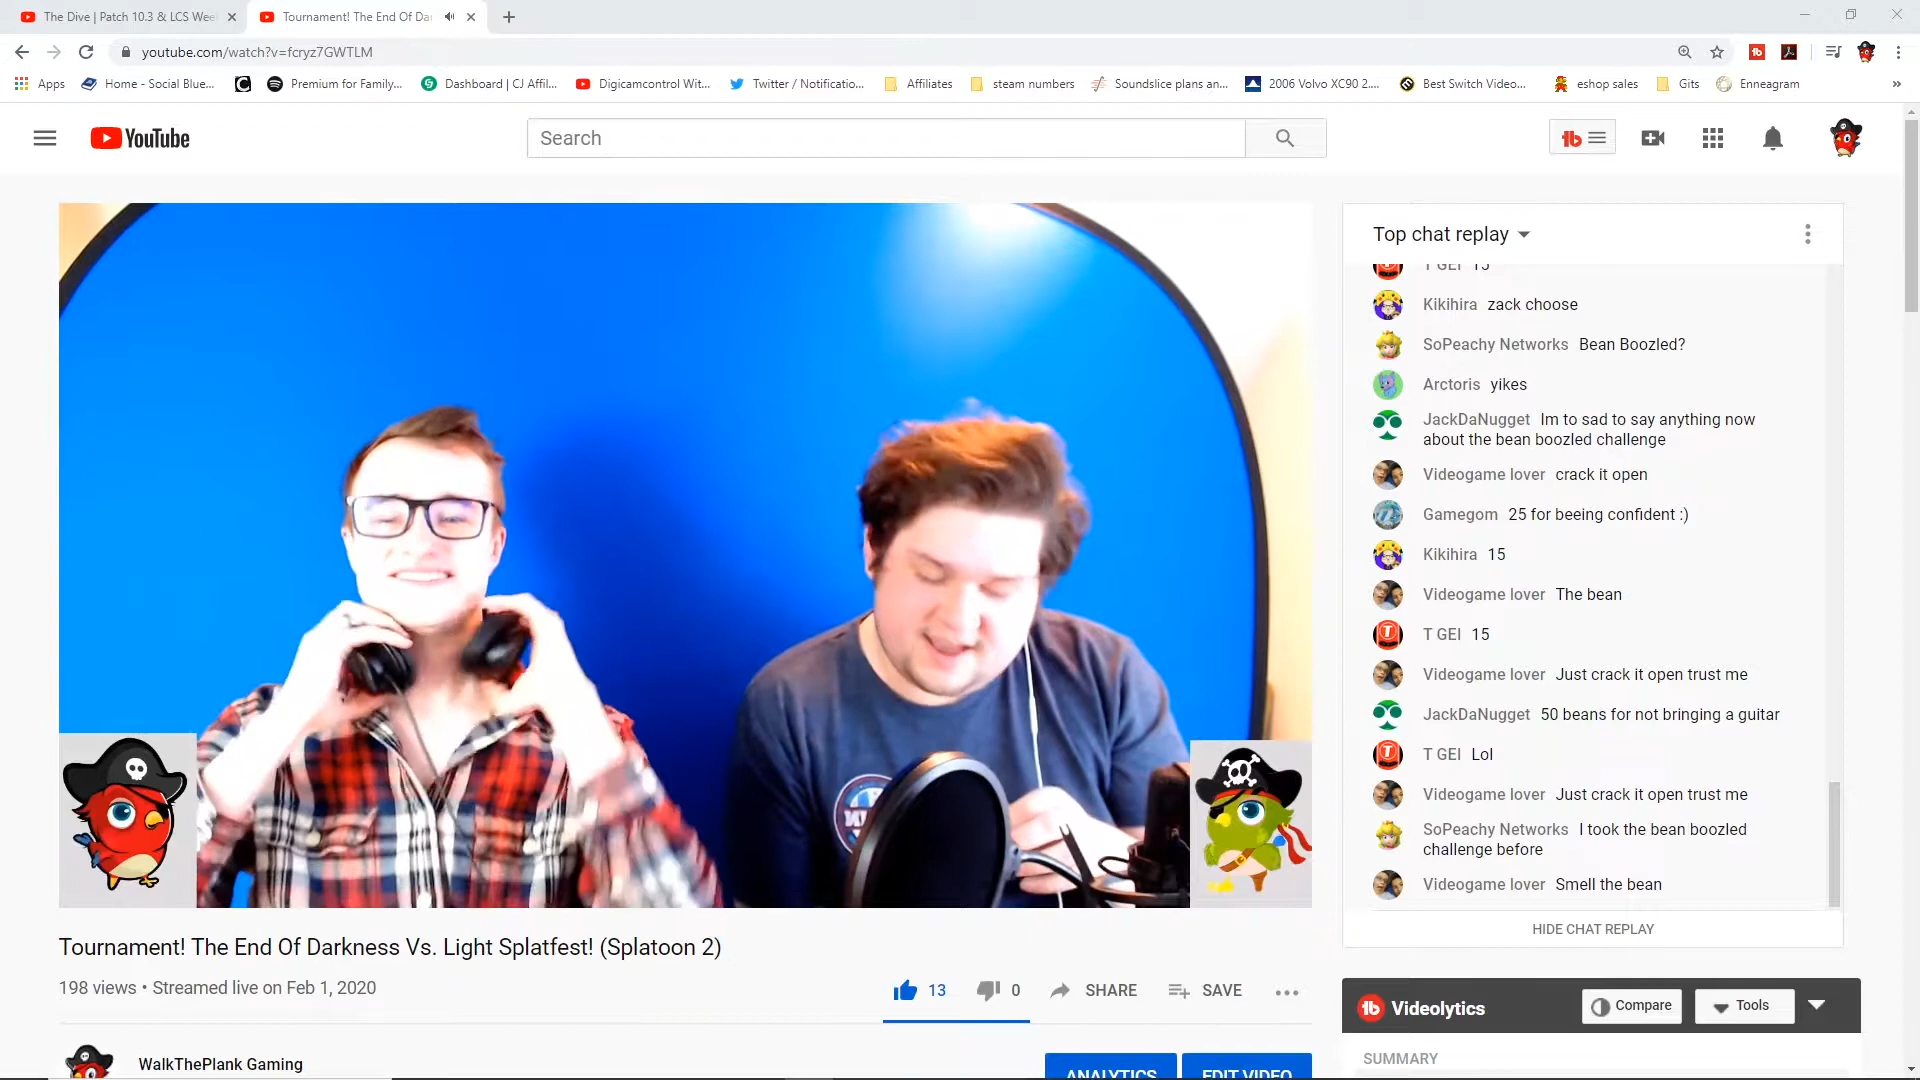 The Dive | Patch 10.3 & LCS Wee
Tournament! The End Of Da
youtube.com/watch?v=fcryz7GWTLM
Apps
Home - Social Blue...
Premium for Family...
Dashboard | CJ Affil...
Digicamcontrol Wit...
Twitter / Notificatio...
Affiliates
steam numbers
Soundslice plans an...
2006 Volvo XC90 2....
Best Switch Video...
eshop sales
Gits
Enneagram
»
YouTube
Search
Top chat replay
T GEI 15
Kikihira zack choose
SoPeachy Networks Bean Boozled?
Arctoris yikes
JackDaNugget Im to sad to say anything now
about the bean boozled challenge
Videogame lover crack it open
Gamegom 25 for beeing confident :)
Kikihira 15
Videogame lover The bean
T GEI 15
Videogame lover Just crack it open trust me
JackDaNugget 50 beans for not bringing a guitar
T GEI Lol
Videogame lover Just crack it open trust me
SoPeachy Networks I took the bean boozled
challenge before
Videogame lover Smell the bean
HIDE CHAT REPLAY
Tournament! The End Of Darkness Vs. Light Splatfest! (Splatoon 2)
198 views • Streamed live on Feb 1, 2020
13
0
SHARE
SAVE
WalkThePlank Gaming
ANALYTICS
EDIT VIDEO
Videolytics
Compare
Tools
SUMMARY